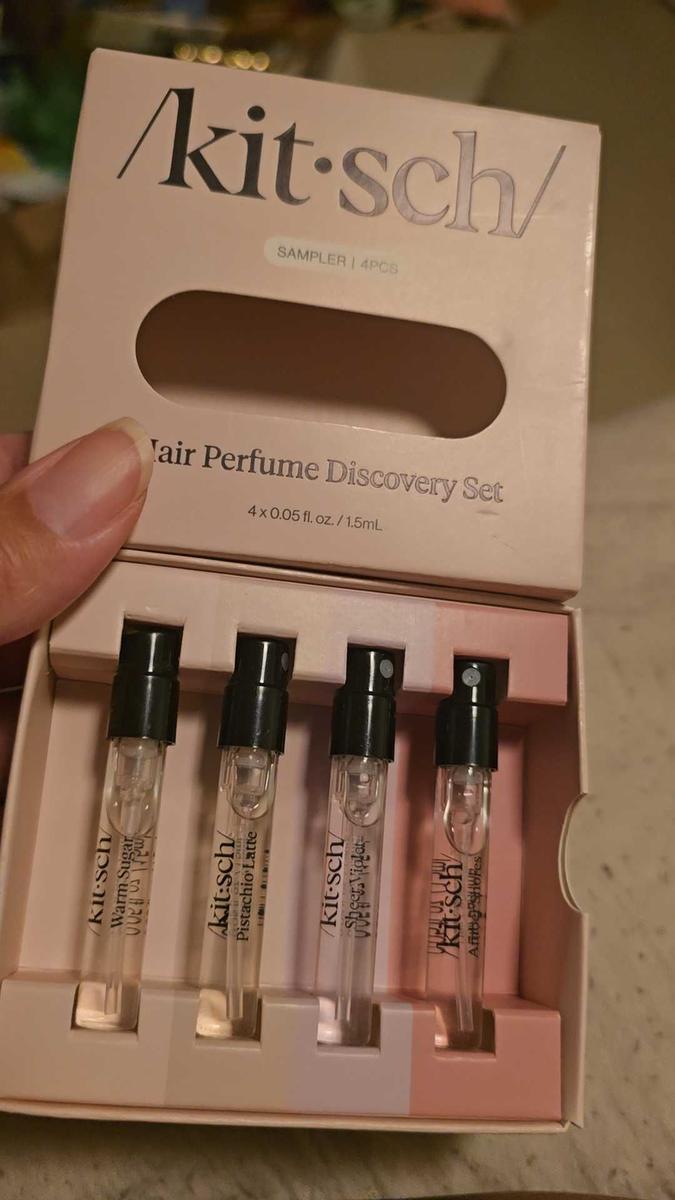 /kit·sch/
SAMPLER | 4PCS
Hair Perfume Discovery Set
4 x 0.05 fl. oz. / 1.5mL
/kit·sch/
Warm Sugar
/kit·sch/
Pistachio Latte
/kit·sch/
Sheer Violet
/kit·sch/